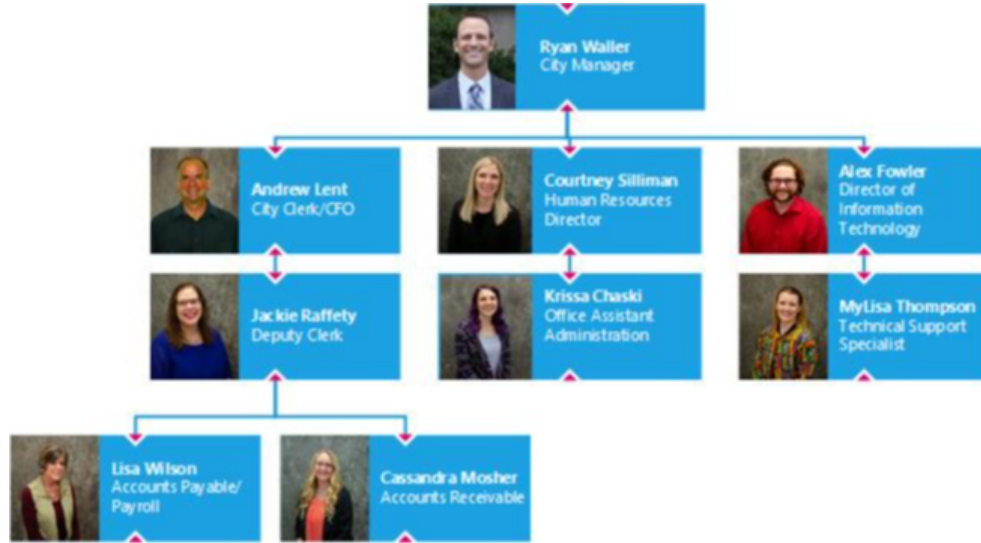 Ryan Waller
City Manager
Andrew Lent
City Clerk/CFO
Courtney Silliman
Human Resources
Director
Alex Fowler
Director of
Information
Technology
Jackie Raffety
Deputy Clerk
Krissa Chaski
Office Assistant
Administration
MyLisa Thompson
Technical Support
Specialist
Lisa Wilson
Accounts Payable/
Payroll
Cassandra Mosher
Accounts Receivable